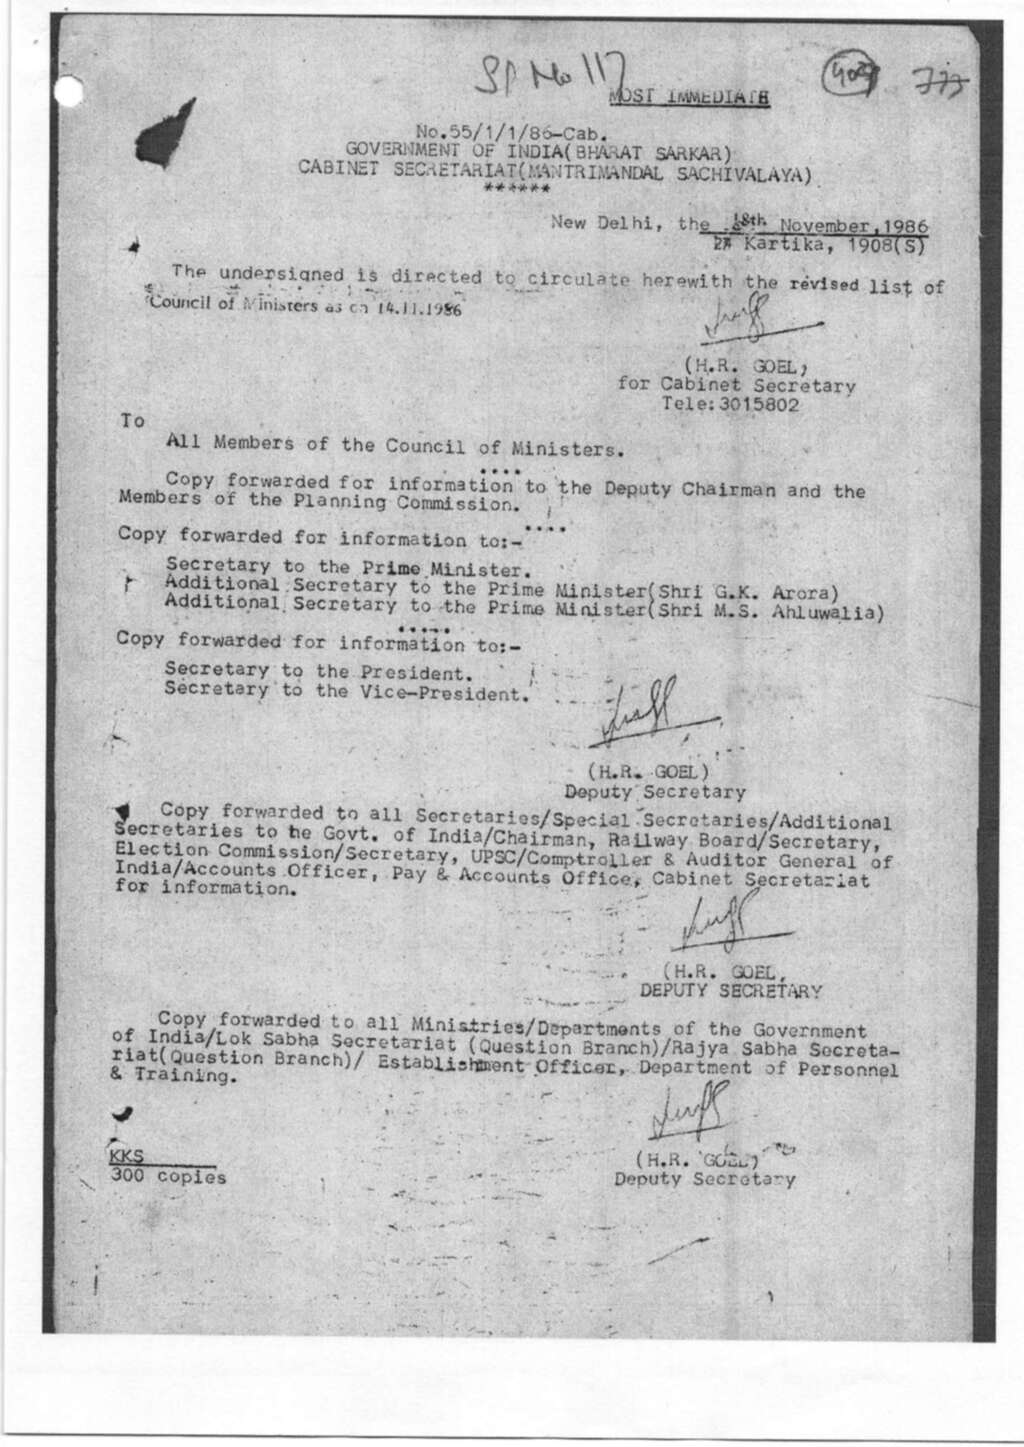 SP No 117
MOST IMMEDIATE
No.55/1/1/86-Cab.
GOVERNMENT OF INDIA(BHARAT SARKAR)
CABINET SECRETARIAT(MANTRIMANDAL SACHIVALAYA)
******
New Delhi, the 18th November,1986
27 Kartika, 1908(S)
The undersigned is directed to circulate herewith the revised list of
Council of Ministers as on 14.11.1986
(H.R. GOEL)
for Cabinet Secretary
Tele:3015802
To
All Members of the Council of Ministers.
....
Copy forwarded for information to the Deputy Chairman and the
Members of the Planning Commission.
....
Copy forwarded for information to:-
Secretary to the Prime Minister.
Additional Secretary to the Prime Minister(Shri G.K. Arora)
Additional Secretary to the Prime Minister(Shri M.S. Ahluwalia)
.....
Copy forwarded for information to:-
Secretary to the President.
Secretary to the Vice-President.
(H.R. GOEL)
Deputy Secretary
Copy forwarded to all Secretaries/Special Secretaries/Additional
Secretaries to he Govt. of India/Chairman, Railway Board/Secretary,
Election Commission/Secretary, UPSC/Comptroller & Auditor General of
India/Accounts Officer, Pay & Accounts Office, Cabinet Secretariat
for information.
(H.R. GOEL,
DEPUTY SECRETARY
Copy forwarded to all Ministries/Departments of the Government
of India/Lok Sabha Secretariat (Question Branch)/Rajya Sabha Secreta-
riat(Question Branch)/ Establishment Officer, Department of Personnel
& Training.
KKS
300 copies
(H.R. GOEL)
Deputy Secretary